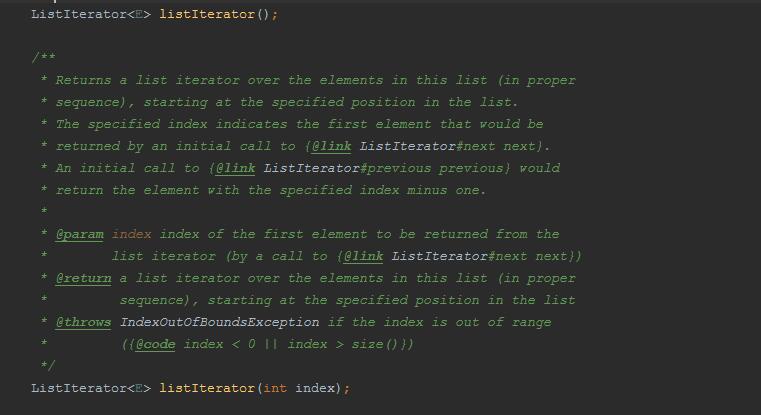 ListIterator<E> listIterator();
/**
* Returns a list iterator over the elements in this list (in proper
* sequence), starting at the specified position in the list.
* The specified index indicates the first element that would be
* returned by an initial call to {@link ListIterator#next next}.
* An initial call to {@link ListIterator#previous previous} would
* return the element with the specified index minus one.
*
* @param index index of the first element to be returned from the
*        list iterator (by a call to {@link ListIterator#next next})
* @return a list iterator over the elements in this list (in proper
*         sequence), starting at the specified position in the list
* @throws IndexOutOfBoundsException if the index is out of range
*         ({@code index < 0 || index > size()})
*/
ListIterator<E> listIterator(int index);